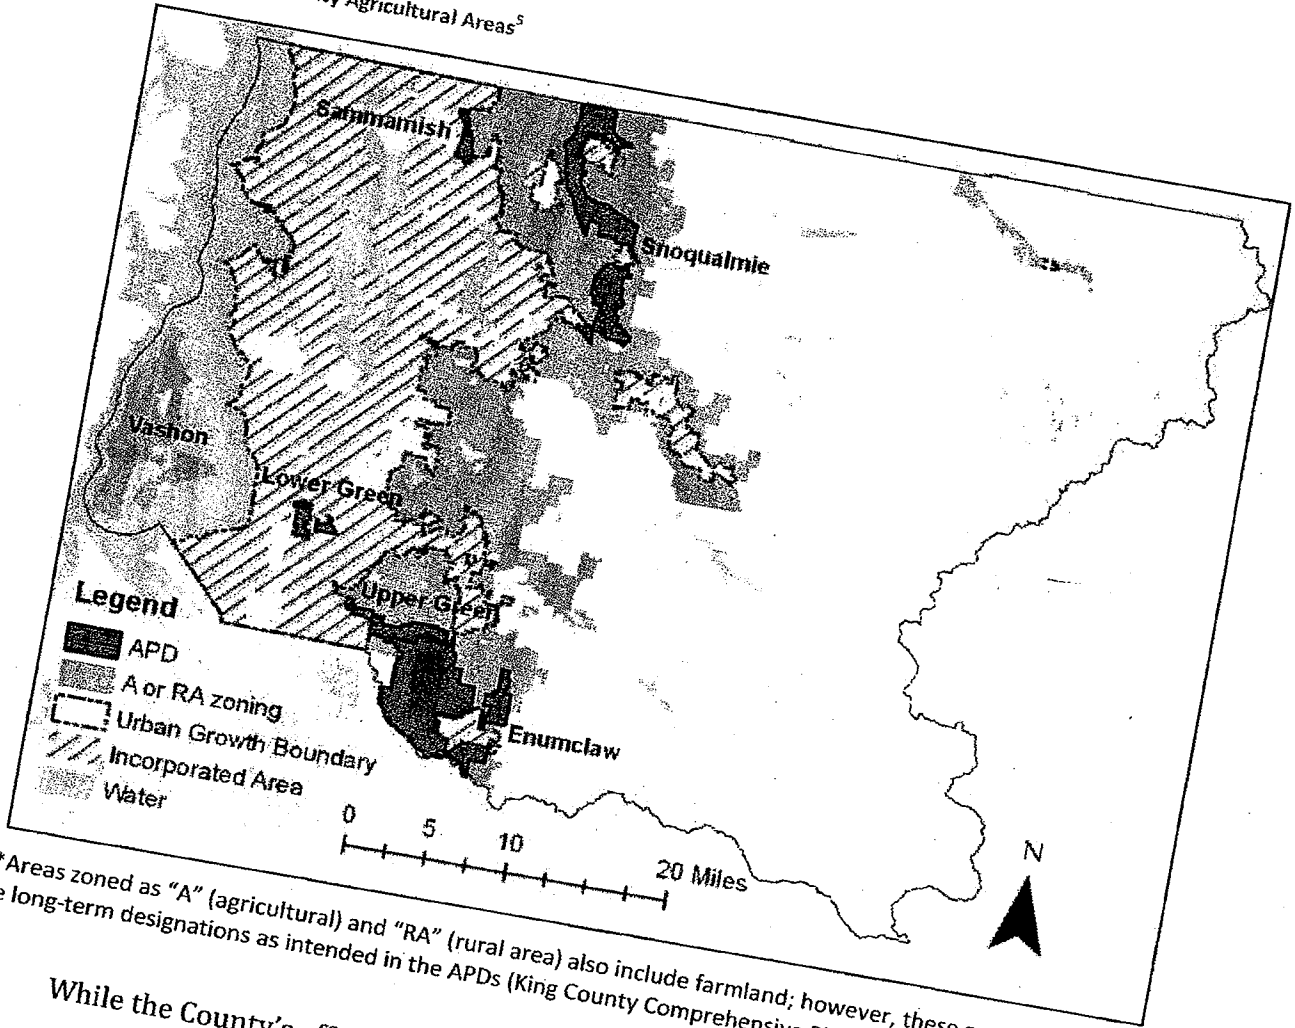 Agricultural Areas⁵
Sammamish
Snoqualmie
Vashon
Lower Green
Upper Green
Enumclaw
Legend
APD
A or RA zoning
Urban Growth Boundary
Incorporated Area
Water
0 5 10 20 Miles
N
*Areas zoned as “A” (agricultural) and “RA” (rural area) also include farmland; however, these
long-term designations as intended in the APDs (King County Comprehensive
While the County's